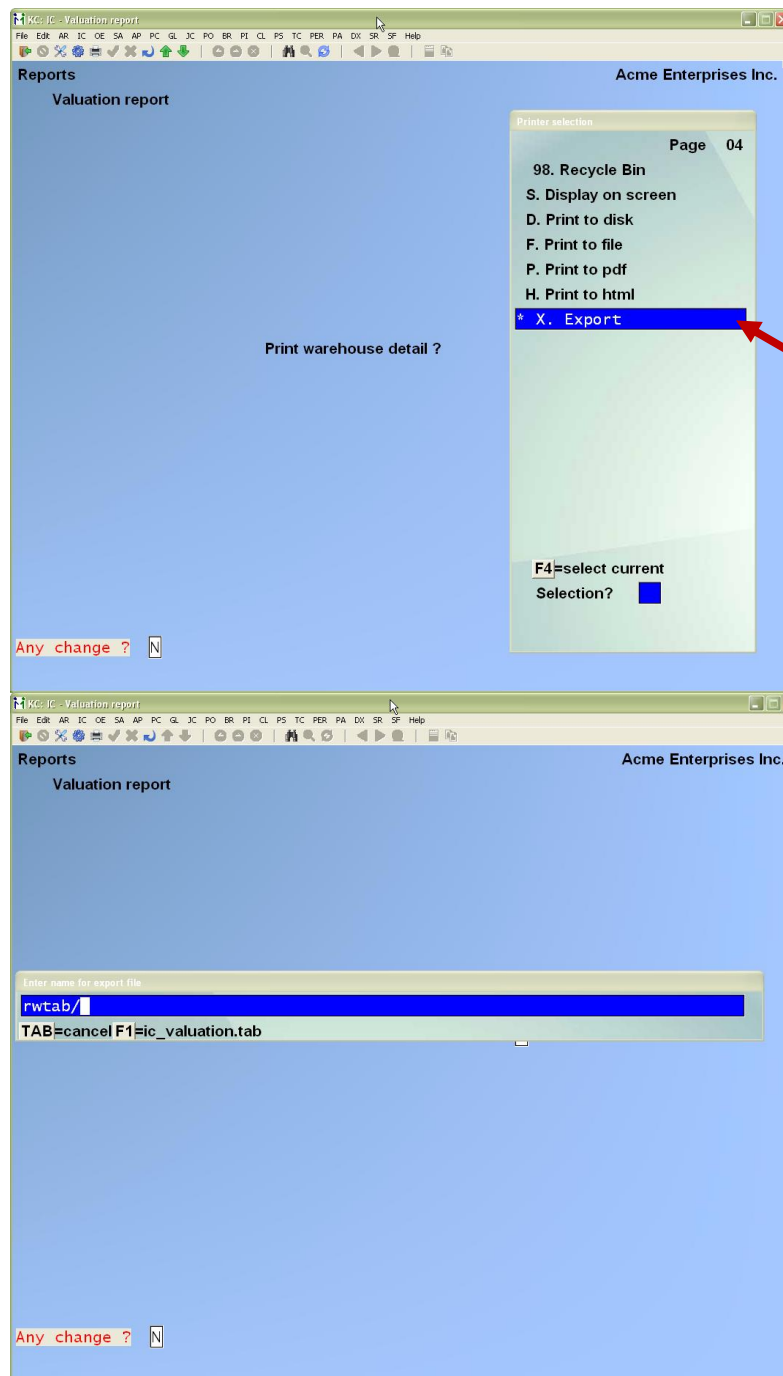 KC: IC - Valuation report
File Edit AR IC OE SA AP PC GL JC PO BR PI CL PS TC PER PA DX SR SF Help
Reports
Acme Enterprises Inc.
Valuation report
Printer selection
Page 04
98. Recycle Bin
S. Display on screen
D. Print to disk
F. Print to file
P. Print to pdf
H. Print to html
* X. Export
Print warehouse detail ?
F4=select current
Selection?
Any change ? N
KC: IC - Valuation report
File Edit AR IC OE SA AP PC GL JC PO BR PI CL PS TC PER PA DX SR SF Help
Reports
Acme Enterprises Inc.
Valuation report
Enter name for export file
rwtab/
TAB=cancel F1=ic_valuation.tab
Any change ? N